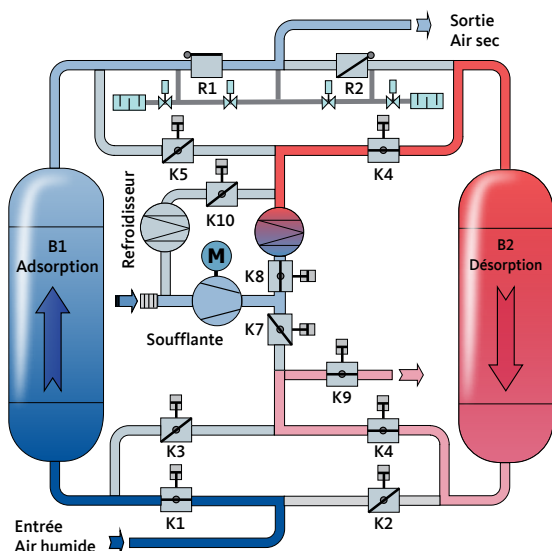 Sortie
Air sec
R1
R2
K5
K4
K10
Refroidisseur
B1
Adsorption
B2
Désorption
M
K8
Soufflante
K7
K9
K3
K4
K1
K2
Entrée
Air humide